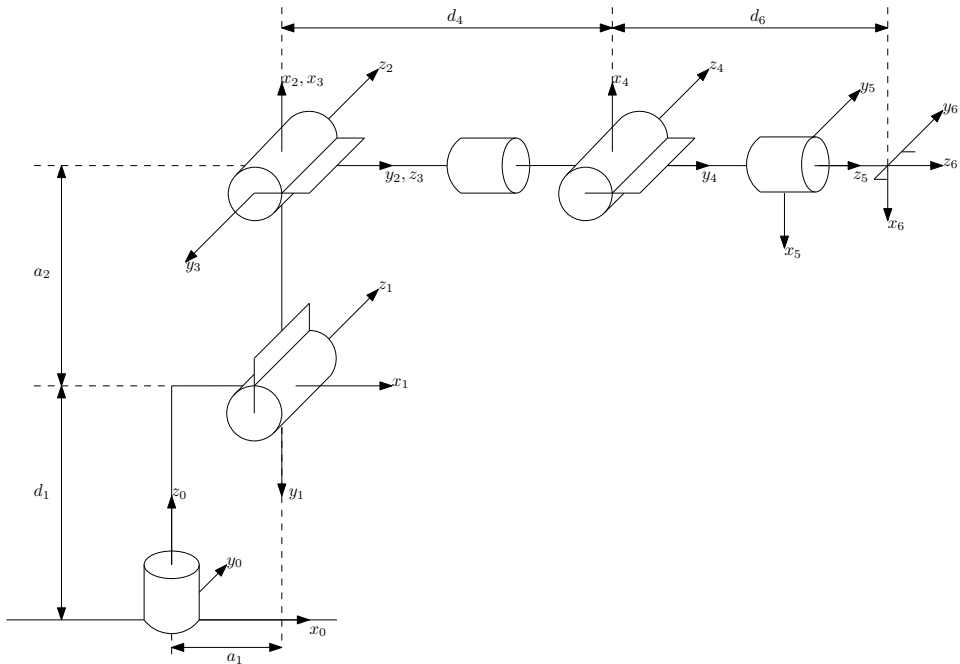 d₄ d₆
z₂ z₄
x₂, x₃ x₄ y₅
y₆
y₂, z₃ y₄ z₅ z₆
x₆
y₃ x₅
a₂
z₁
x₁
d₁ z₀ y₁
y₀
x₀
a₁